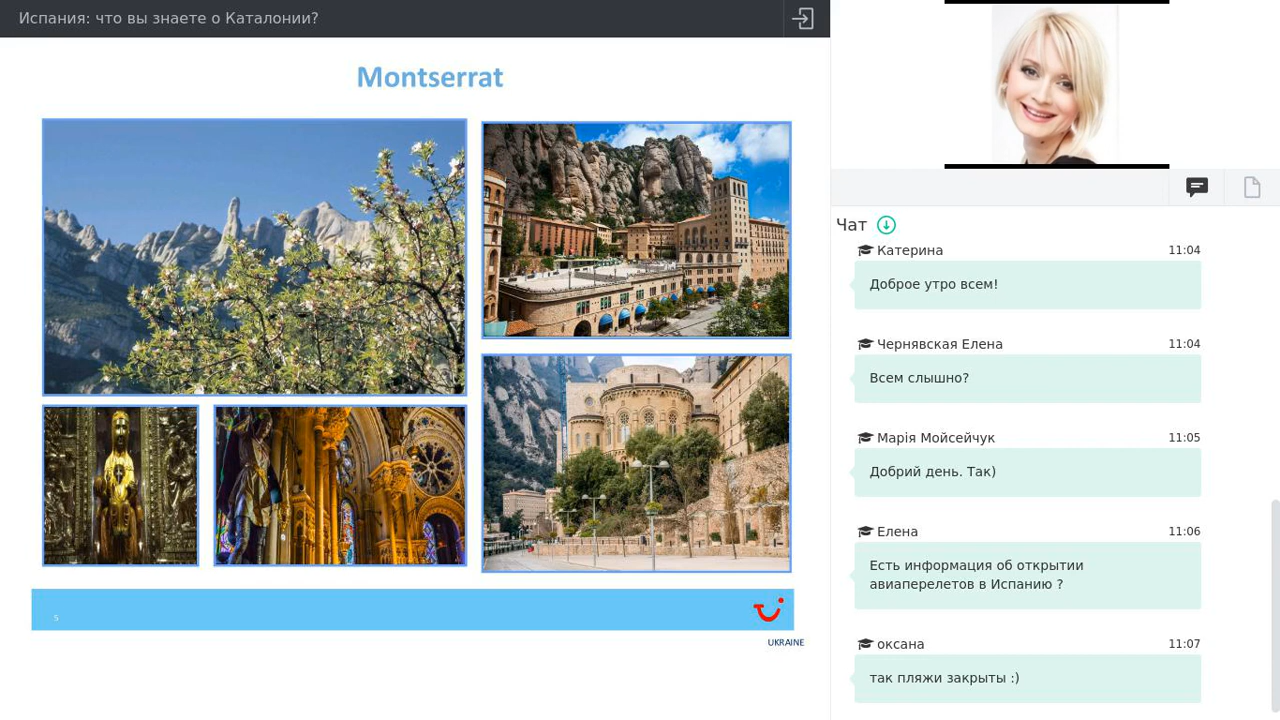 Испания: что вы знаете о Каталонии?
Montserrat
s
UKRAINE
Чат
Катерина 11:04
Доброе утро всем!
Чернявская Елена 11:04
Всем слышно?
Марія Мойсейчук 11:05
Добрий день. Так)
Елена 11:06
Есть информация об открытии
авиаперелетов в Испанию ?
оксана 11:07
так пляжи закрыты :)